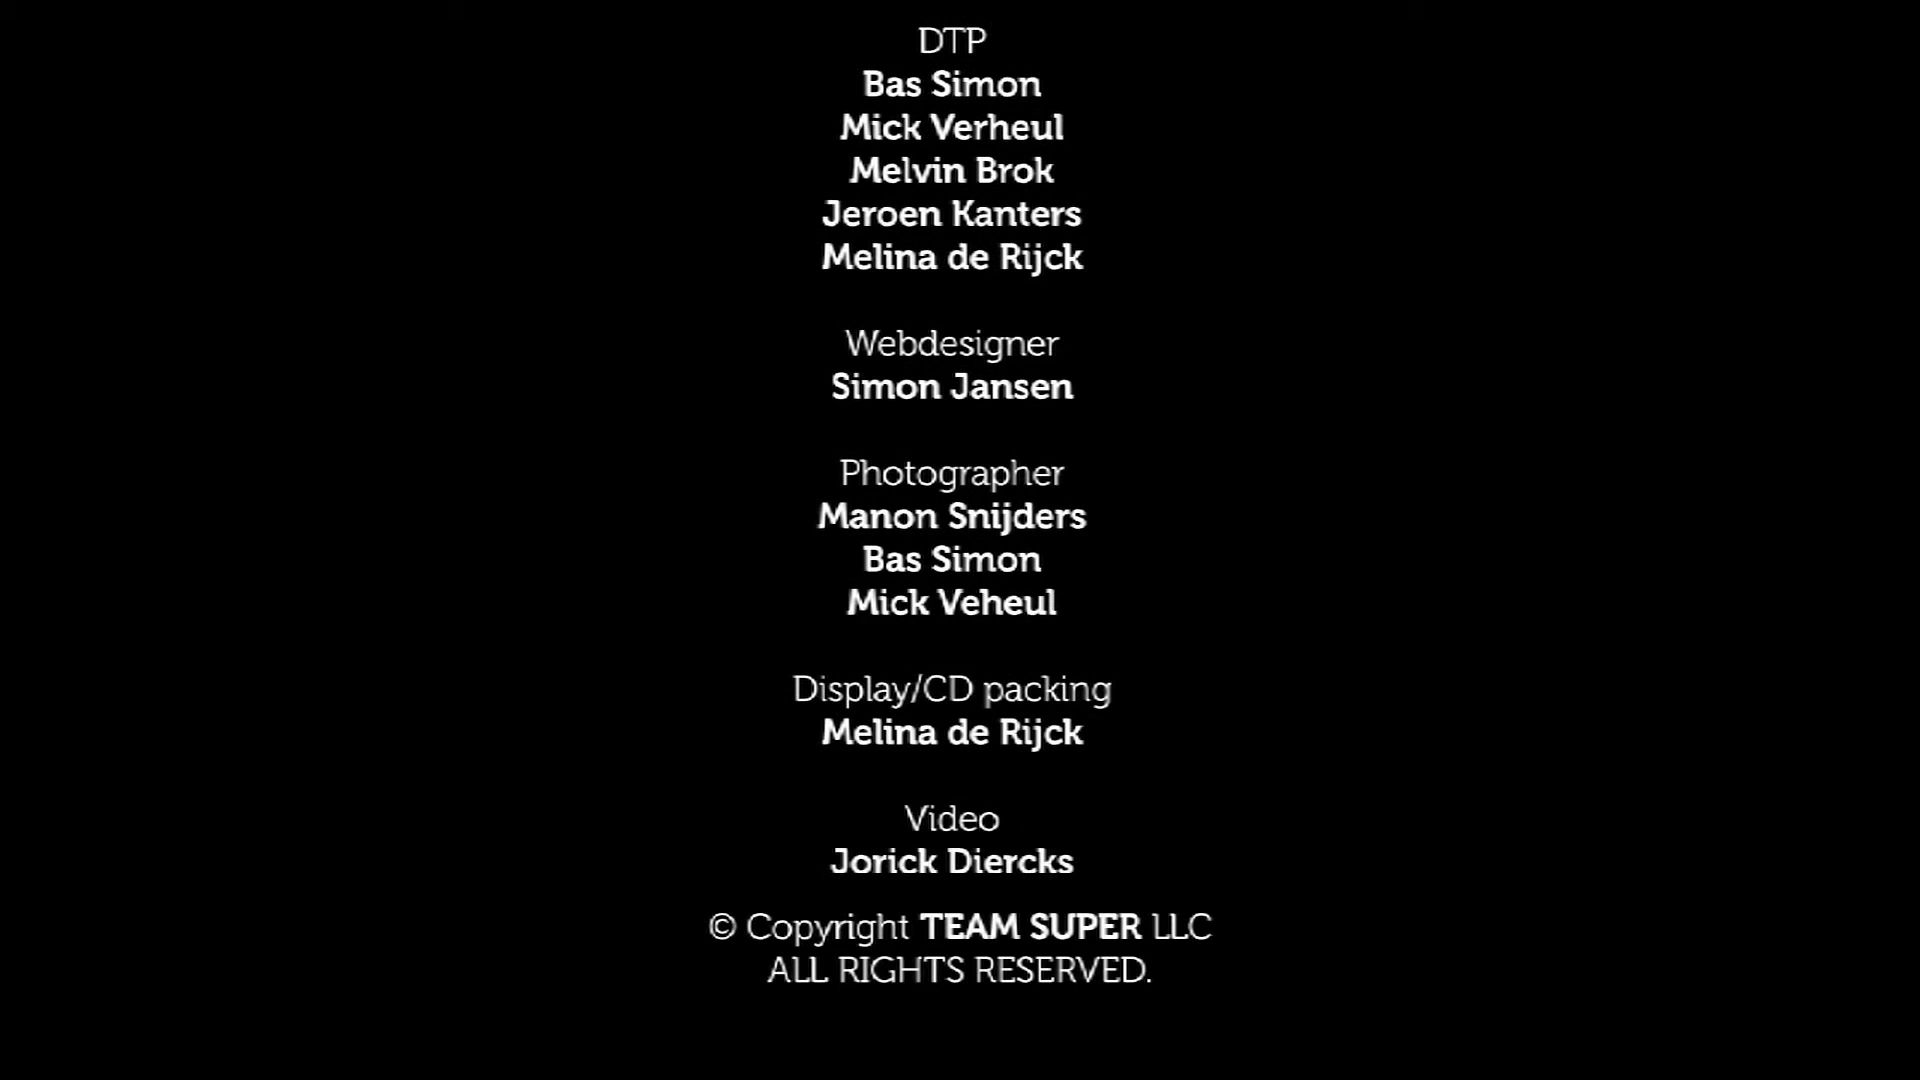 DTP
Bas Simon
Mick Verheul
Melvin Brok
Jeroen Kanters
Melina de Rijck
Webdesigner
Simon Jansen
Photographer
Manon Snijders
Bas Simon
Mick Veheul
Display/CD packing
Melina de Rijck
Video
Jorick Diercks
© Copyright TEAM SUPER LLC
ALL RIGHTS RESERVED.